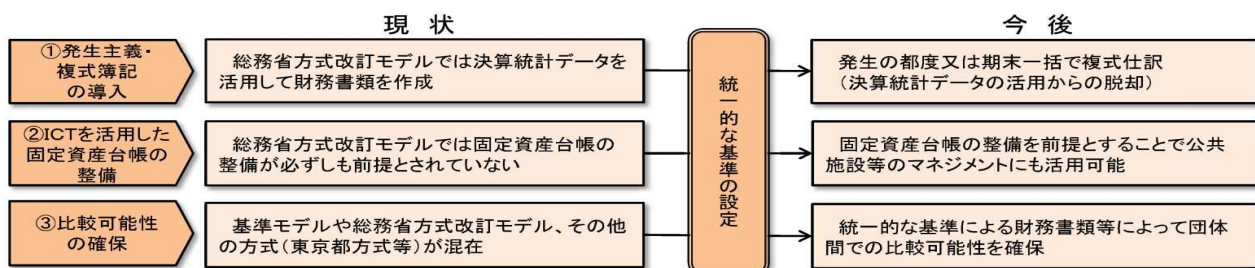 現 状
今 後
①発生主義・
複式簿記
の導入
総務省方式改訂モデルでは決算統計データを
活用して財務書類を作成
発生の都度又は期末一括で複式仕訳
(決算統計データの活用からの脱却)
②ICTを活用した
固定資産台帳の
整備
総務省方式改訂モデルでは固定資産台帳の
整備が必ずしも前提とされていない
統一的な基準の設定
固定資産台帳の整備を前提とすることで公共
施設等のマネジメントにも活用可能
③比較可能性
の確保
基準モデルや総務省方式改訂モデル、その他
の方式(東京都方式等)が混在
統一的な基準による財務書類等によって団体
間での比較可能性を確保